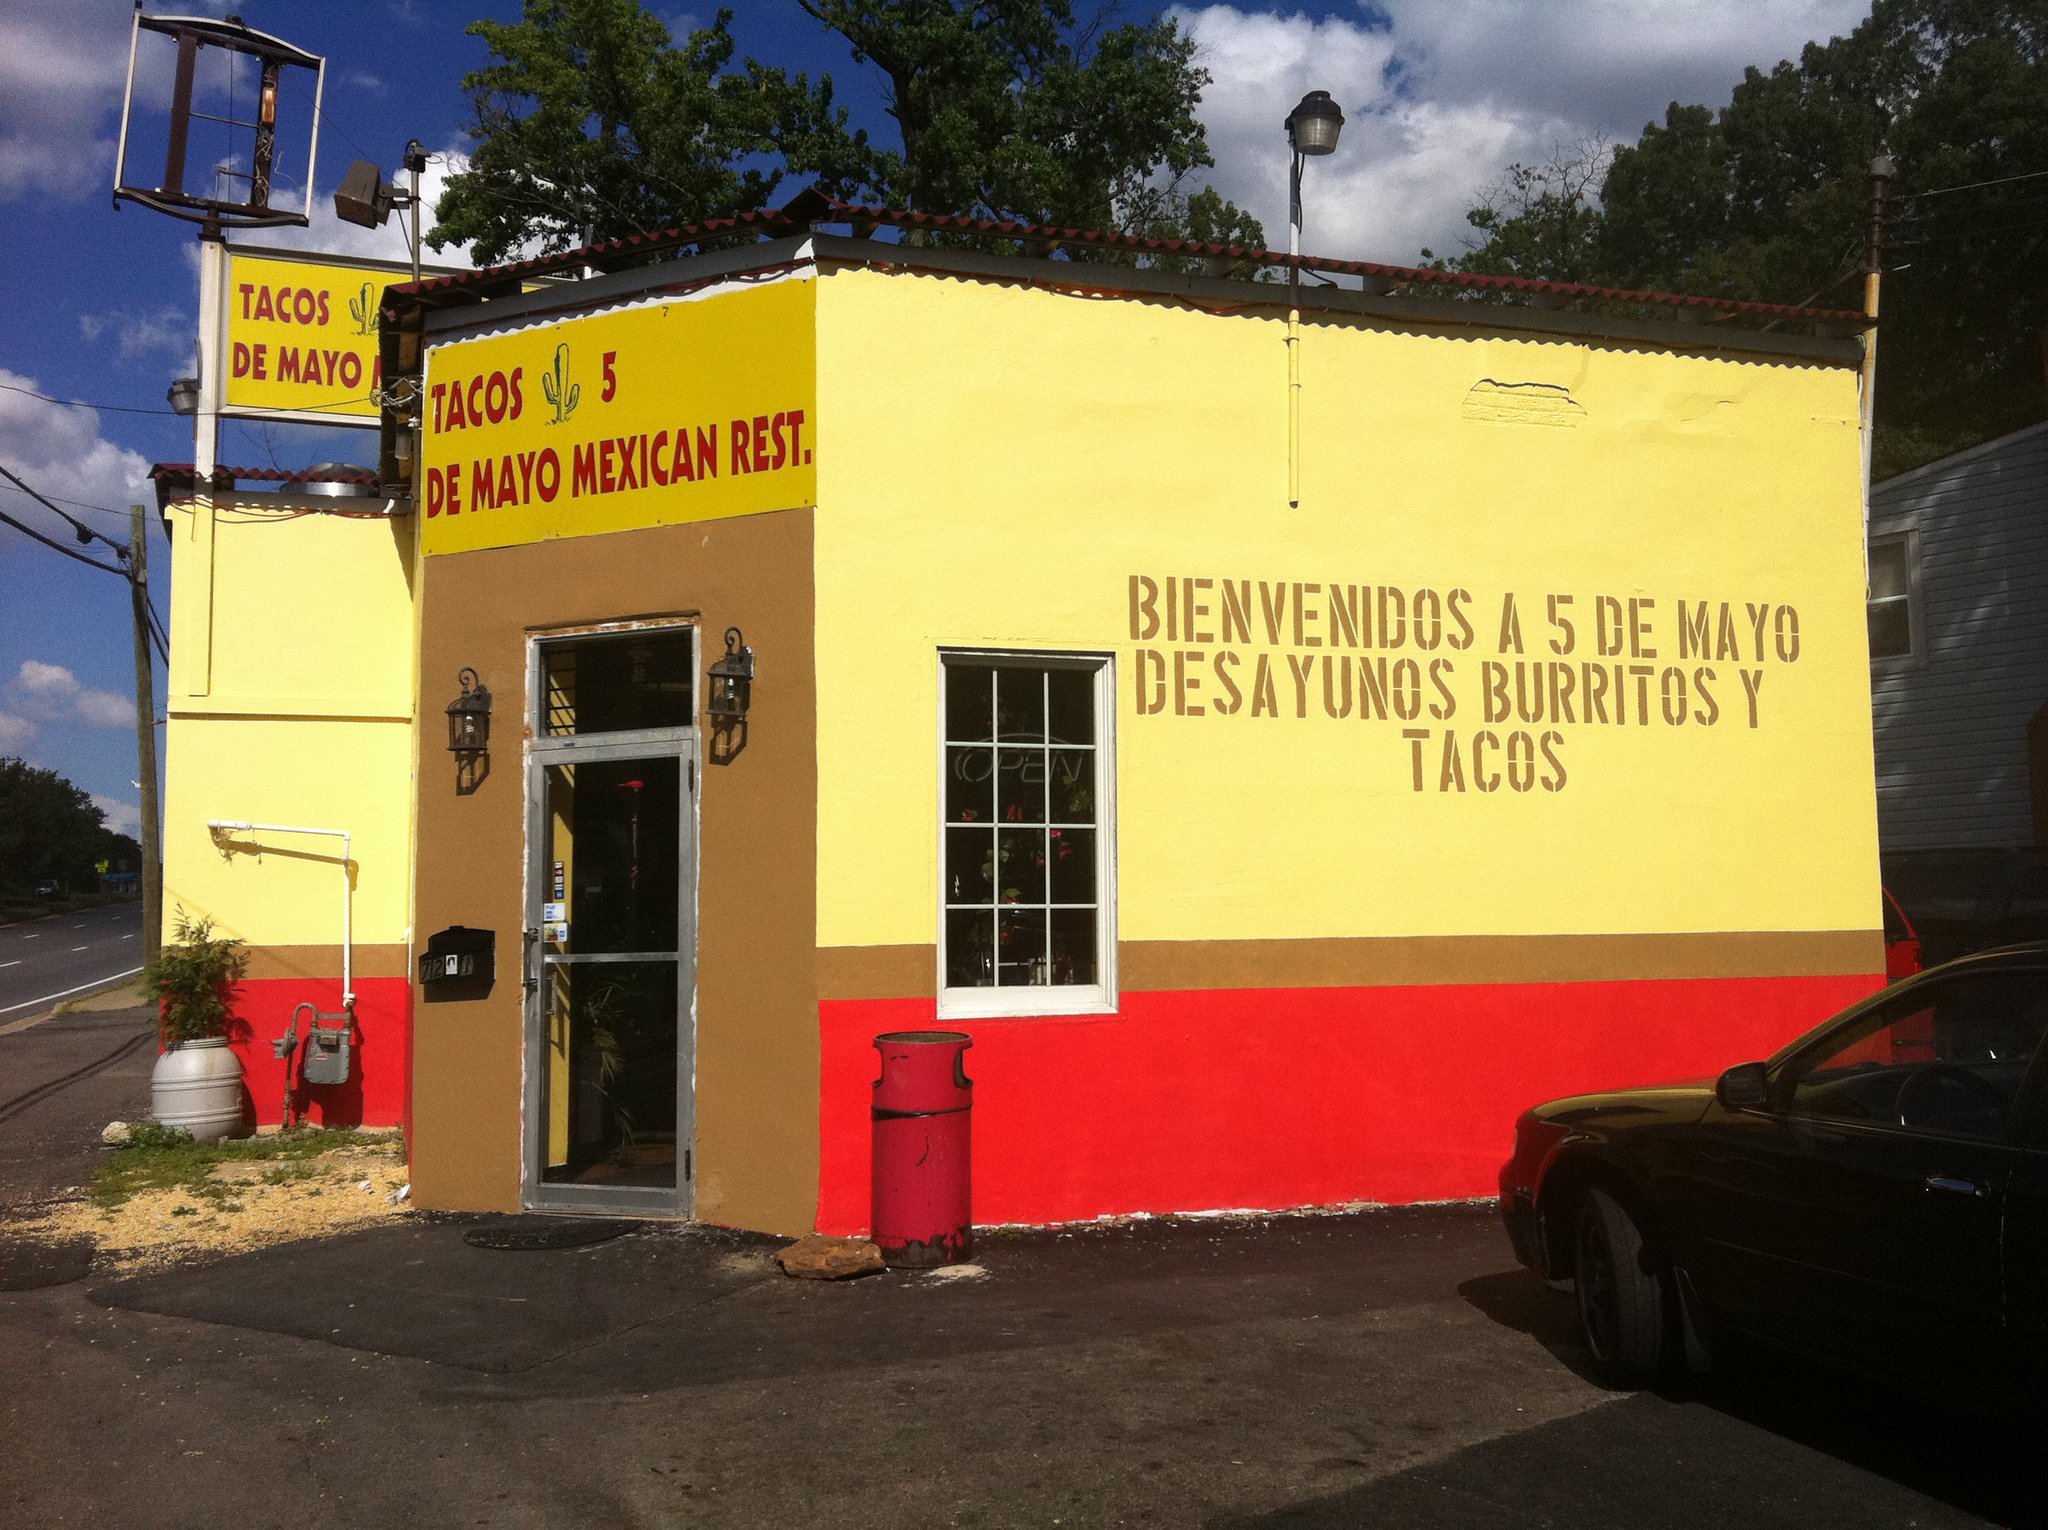 TACOS
DE MAYO
TACOS 5
DE MAYO MEXICAN REST.
BIENVENIDOS A 5 DE MAYO
DESAYUNOS BURRITOS Y
TACOS
OPEN